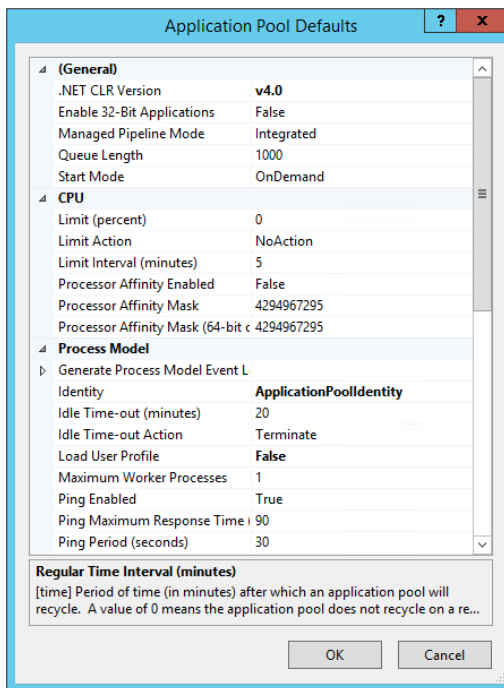 Application Pool Defaults
? x
(General)
.NET CLR Version v4.0
Enable 32-Bit Applications False
Managed Pipeline Mode Integrated
Queue Length 1000
Start Mode OnDemand
CPU
Limit (percent) 0
Limit Action NoAction
Limit Interval (minutes) 5
Processor Affinity Enabled False
Processor Affinity Mask 4294967295
Processor Affinity Mask (64-bit c 4294967295
Process Model
Generate Process Model Event L
Identity ApplicationPoolIdentity
Idle Time-out (minutes) 20
Idle Time-out Action Terminate
Load User Profile False
Maximum Worker Processes 1
Ping Enabled True
Ping Maximum Response Time ( 90
Ping Period (seconds) 30
Regular Time Interval (minutes)
[time] Period of time (in minutes) after which an application pool will
recycle. A value of 0 means the application pool does not recycle on a re...
OK Cancel